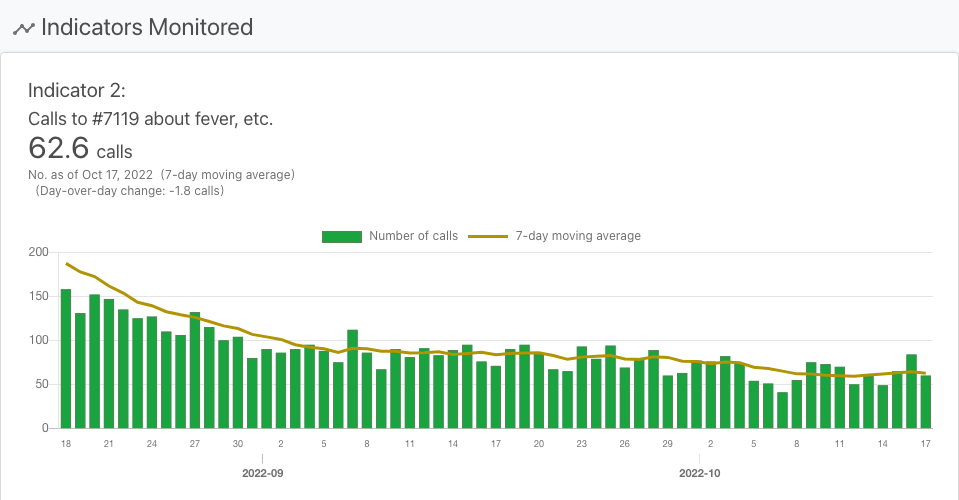 Indicators Monitored
Indicator 2:
Calls to #7119 about fever, etc.
62.6 calls
No. as of Oct 17, 2022 (7-day moving average)
(Day-over-day change: -1.8 calls)
Number of calls 7-day moving average
200
150
100
50
0
18 21 24 27 30 2 5 8 11 14 17 20 23 26 29 2 5 8 11 14 17
2022-09 2022-10